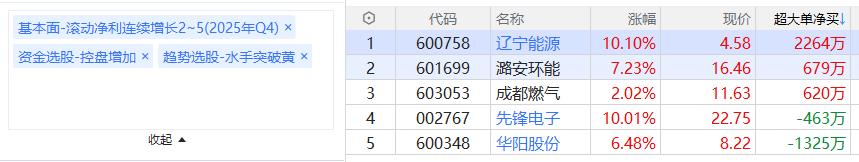 基本面-滚动净利连续增长2~5(2025年Q4) ×
资金选股-控盘增加 × 趋势选股-水手突破黄 ×
收起 ▲
代码 名称 涨幅 现价 超大单净买↓
1 600758 辽宁能源 10.10% 4.58 2264万
2 601699 潞安环能 7.23% 16.46 679万
3 603053 成都燃气 2.02% 11.63 620万
4 002767 先锋电子 10.01% 22.75 -463万
5 600348 华阳股份 6.48% 8.22 -1325万